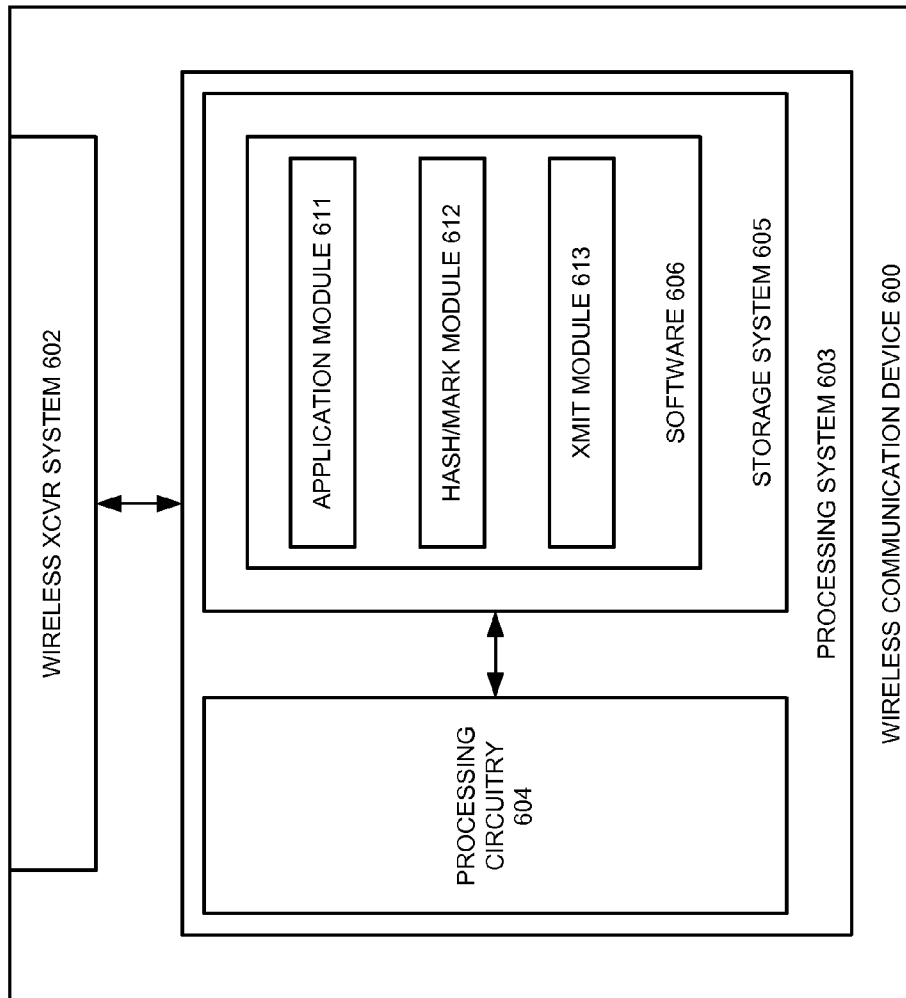 WIRELESS XCVR SYSTEM 602
PROCESSING
CIRCUITRY
604
APPLICATION MODULE 611
HASH/MARK MODULE 612
XMIT MODULE 613
SOFTWARE 606
STORAGE SYSTEM 605
PROCESSING SYSTEM 603
WIRELESS COMMUNICATION DEVICE 600